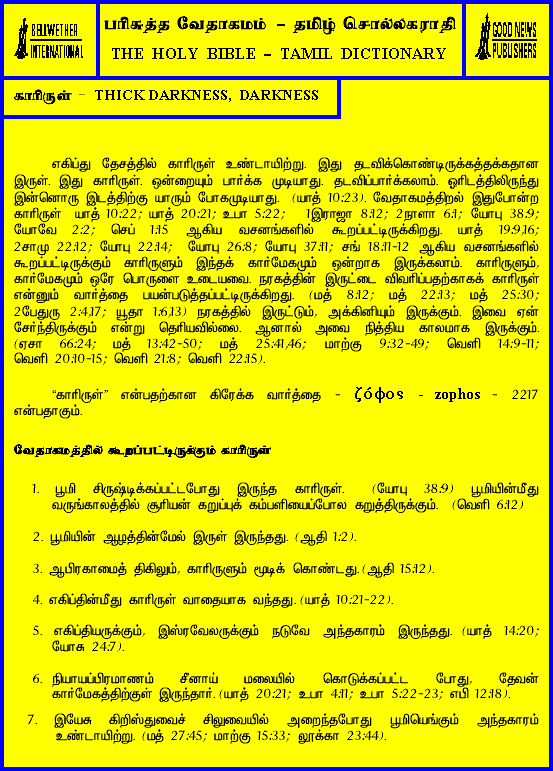 BELLWETHER
INTERNATIONAL
பரிசுத்த வேதாகமம் – தமிழ் சொல்லகராதி
THE HOLY BIBLE – TAMIL DICTIONARY
GOOD NEWS
PUBLISHERS
காரிருள் – THICK DARKNESS, DARKNESS
எகிப்து தேசத்தில் காரிருள் உண்டாயிற்று. இது தடவிக்கொண்டிருக்கத்தக்கதான
இருள். இது காரிருள். ஒன்றையும் பார்க்க முடியாது. தடவிப்பார்க்கலாம். ஓரிடத்திலிருந்து
இன்னொரு இடத்திற்கு யாரும் போகமுடியாது. (யாத் 10:23). வேதாகமத்திறல் இதுபோன்ற
காரிருள் யாத் 10:22; யாத் 20:21; உபா 5:22; 1இராஜா 8:12; 2நாளா 6:1; யோபு 38:9;
யோவே 2:2; செப் 1:15 ஆகிய வசனங்களில் கூறப்பட்டிருக்கிறது. யாத் 19:9,16;
2சாமு 22:12; யோபு 22:14; யோபு 26:8; யோபு 37:11; சங் 18:11-12 ஆகிய வசனங்களில்
கூறப்பட்டிருக்கும் காரிருளும் இந்தக் கார்மேகமும் ஒன்றாக இருக்கலாம். காரிருளும்,
கார்மேகமும் ஒரே பொருளை உடையவை. நரகத்தின் இருட்டை விவரிப்பதற்காகக் காரிருள்
என்னும் வார்த்தை பயன்படுத்தப்பட்டிருக்கிறது. (மத் 8:12; மத் 22:13; மத் 25:30;
2பேதுரு 2:4,17; யூதா 1:6,13) நரகத்தில் இருட்டும், அக்கினியும் இருக்கும். இவை ஏன்
சேர்ந்திருக்கும் என்று தெரியவில்லை. ஆனால் அவை நித்திய காலமாக இருக்கும்.
(ஏசா 66:24; மத் 13:42-50; மத் 25:41,46; மாற்கு 9:32-49; வெளி 14:9-11;
வெளி 20:10-15; வெளி 21:8; வெளி 22:15).
“காரிருள்” என்பதற்கான கிரேக்க வார்த்தை - ζόφος - zophos - 2217
என்பதாகும்.
வேதாகமத்தில் கூறப்பட்டிருக்கும் காரிருள்
1. பூமி சிருஷ்டிக்கப்பட்டபோது இருந்த காரிருள். (யோபு 38:9) பூமியின்மீது
வருங்காலத்தில் சூரியன் கறுப்புக் கம்பளியைப்போல கறுத்திருக்கும். (வெளி 6:12)
2. பூமியின் ஆழத்தின்மேல் இருள் இருந்தது. (ஆதி 1:2).
3. ஆபிரகாமைத் திகிலும், காரிருளும் மூடிக் கொண்டது. (ஆதி 15:12).
4. எகிப்தின்மீது காரிருள் வாதையாக வந்தது. (யாத் 10:21-22).
5. எகிப்தியருக்கும், இஸ்ரவேலருக்கும் நடுவே அந்தகாரம் இருந்தது. (யாத் 14:20;
யோசு 24:7).
6. நியாயப்பிரமாணம் சீனாய் மலையில் கொடுக்கப்பட்ட போது, தேவன்
கார்மேகத்திற்குள் இருந்தார். (யாத் 20:21; உபா 4:11; உபா 5:22-23; எபி 12:18).
7. இயேசு கிறிஸ்துவைச் சிலுவையில் அறைந்தபோது பூமியெங்கும் அந்தகாரம்
உண்டாயிற்று. (மத் 27:45; மாற்கு 15:33; லூக்கா 23:44).